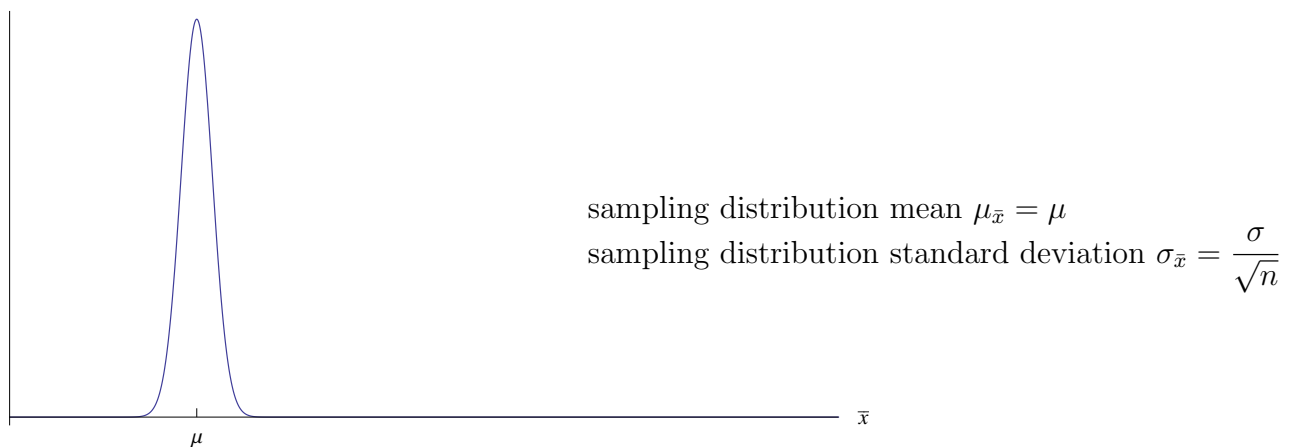 sampling distribution mean μ_x̄ = μ
sampling distribution standard deviation σ_x̄ = σ/√n
x̄
μ